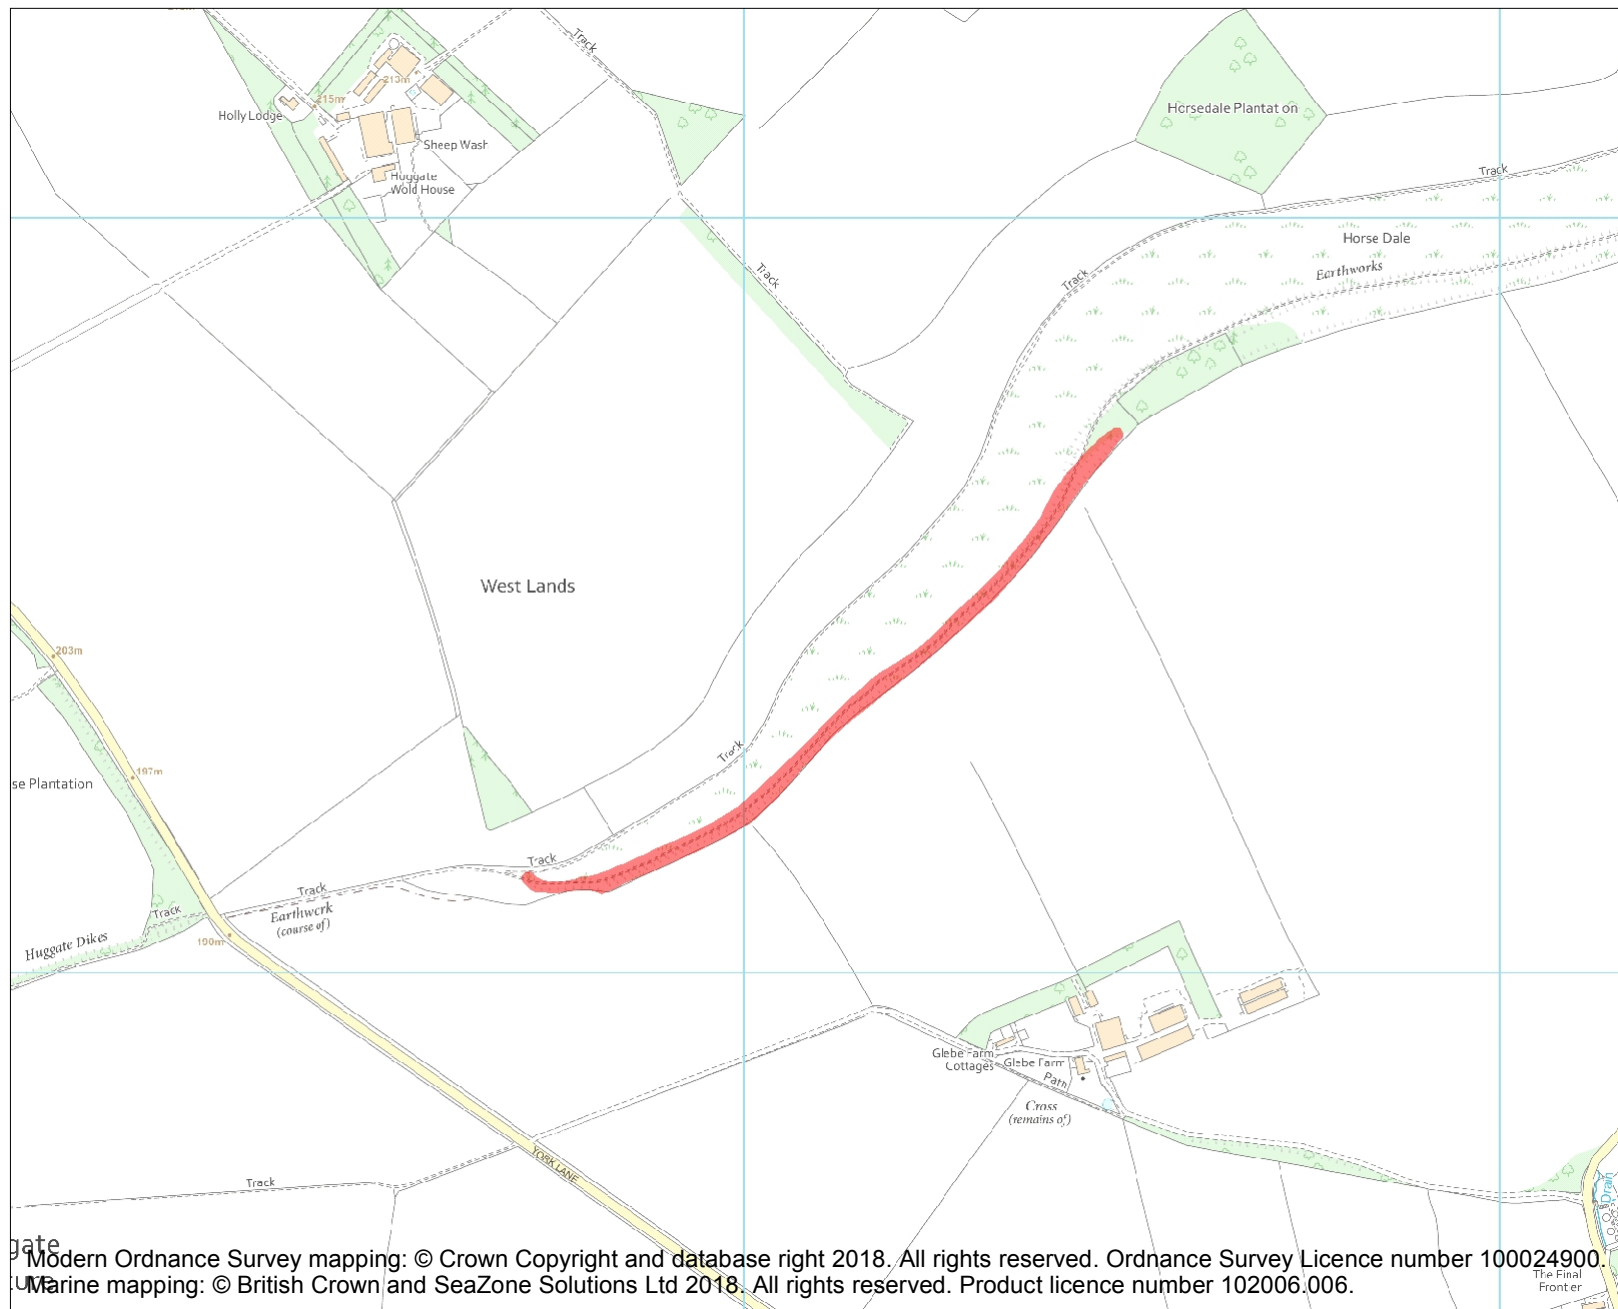 Track
213m
215m
Holly Lodge
Sheep Wash
Huggate
Wold House
Horsedale Plantation
Track
Horse Dale
Earthworks
Track
Track
West Lands
203m
197m
se Plantation
Track
Track
Track
Earthwork
(course of)
Track
Huggate Dikes
190m
Glebe Farm
Cottages
Glebe Farm
Path
Cross
(remains of)
YORK LANE
Track
Drain
gate
ture
Modern Ordnance Survey mapping: © Crown Copyright and database right 2018. All rights reserved. Ordnance Survey Licence number 100024900.
Marine mapping: © British Crown and SeaZone Solutions Ltd 2018. All rights reserved. Product licence number 102006.006.
The Final
Frontier